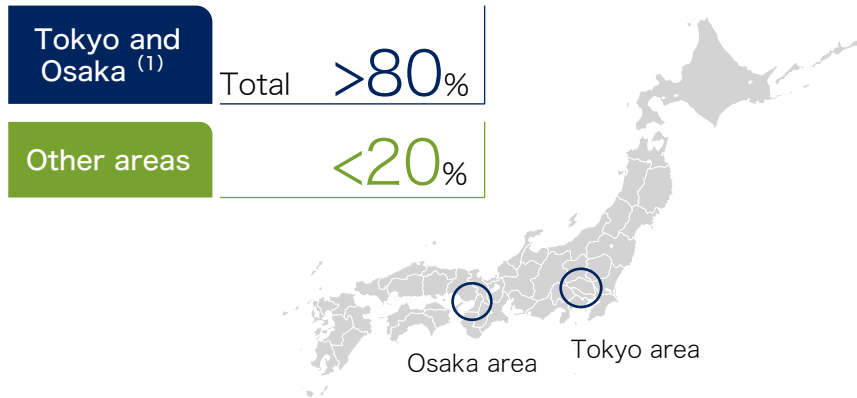 Tokyo and
Osaka (1)
Total >80%
Other areas
<20%
Osaka area
Tokyo area